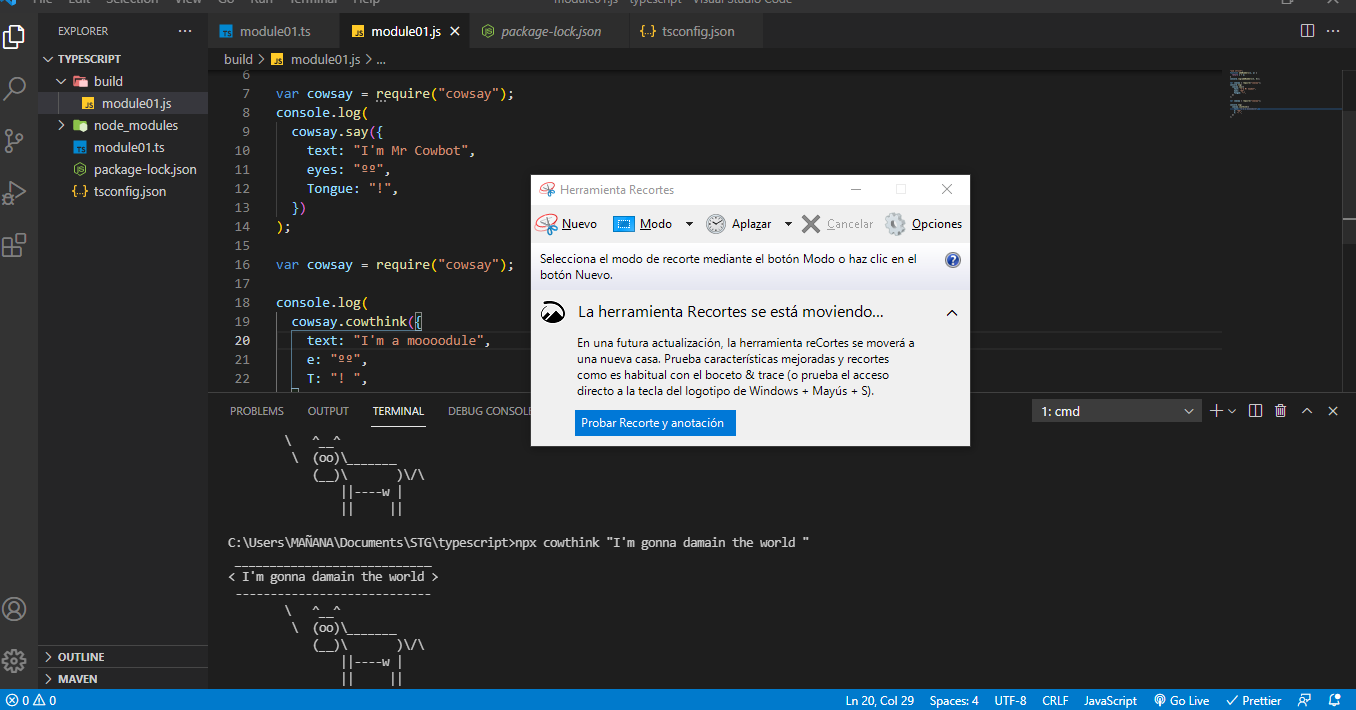 File Edit Selection View Go Run Terminal Help module01.js - typescript - Visual Studio Code
EXPLORER
TYPESCRIPT
build
module01.js
node_modules
module01.ts
package-lock.json
tsconfig.json
OUTLINE
MAVEN
module01.ts module01.js package-lock.json tsconfig.json
build > module01.js > ...
6
7 var cowsay = require("cowsay");
8 console.log(
9 cowsay.say({
10 text: "I'm Mr Cowbot",
11 eyes: "ºº",
12 Tongue: "!",
13 })
14 );
15
16 var cowsay = require("cowsay");
17
18 console.log(
19 cowsay.cowthink({
20 text: "I'm a moooodule",
21 e: "ºº",
22 T: "! ",
Herramienta Recortes
Nuevo Modo Aplazar Cancelar Opciones
Selecciona el modo de recorte mediante el botón Modo o haz clic en el
botón Nuevo.
La herramienta Recortes se está moviendo...
En una futura actualización, la herramienta reCortes se moverá a
una nueva casa. Prueba características mejoradas y recortes
como es habitual con el boceto & trace (o prueba el acceso
directo a la tecla del logotipo de Windows + Mayús + S).
Probar Recorte y anotación
PROBLEMS OUTPUT TERMINAL DEBUG CONSOLE 1: cmd
\   ^__^
\  (oo)\_______
(__)\       )\/\
||----w |
||     ||
C:\Users\MAÑANA\Documents\STG\typescript>npx cowthink "I'm gonna damain the world "
____________________________
< I'm gonna damain the world >
----------------------------
\   ^__^
\  (oo)\_______
(__)\       )\/\
||----w |
||     ||
0 0 Ln 20, Col 29 Spaces: 4 UTF-8 CRLF JavaScript Go Live Prettier